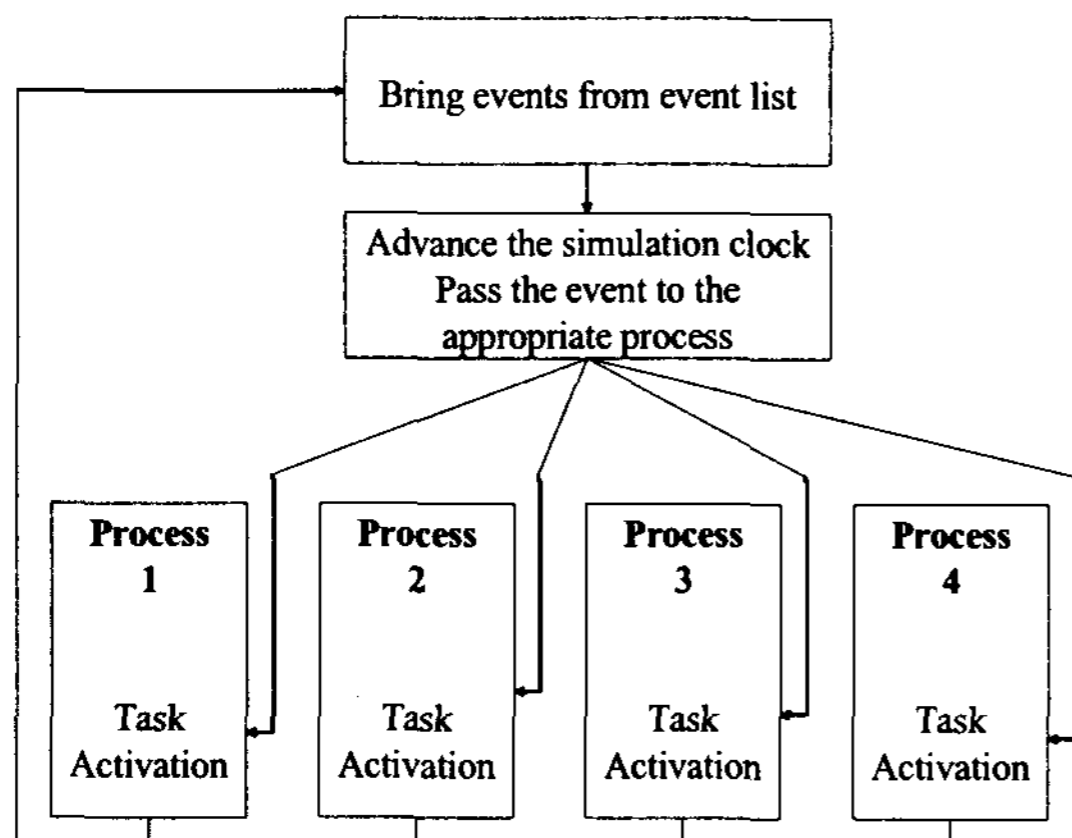 Bring events from event list
Advance the simulation clock
Pass the event to the
appropriate process
Process
1
Task
Activation
Process
2
Task
Activation
Process
3
Task
Activation
Process
4
Task
Activation